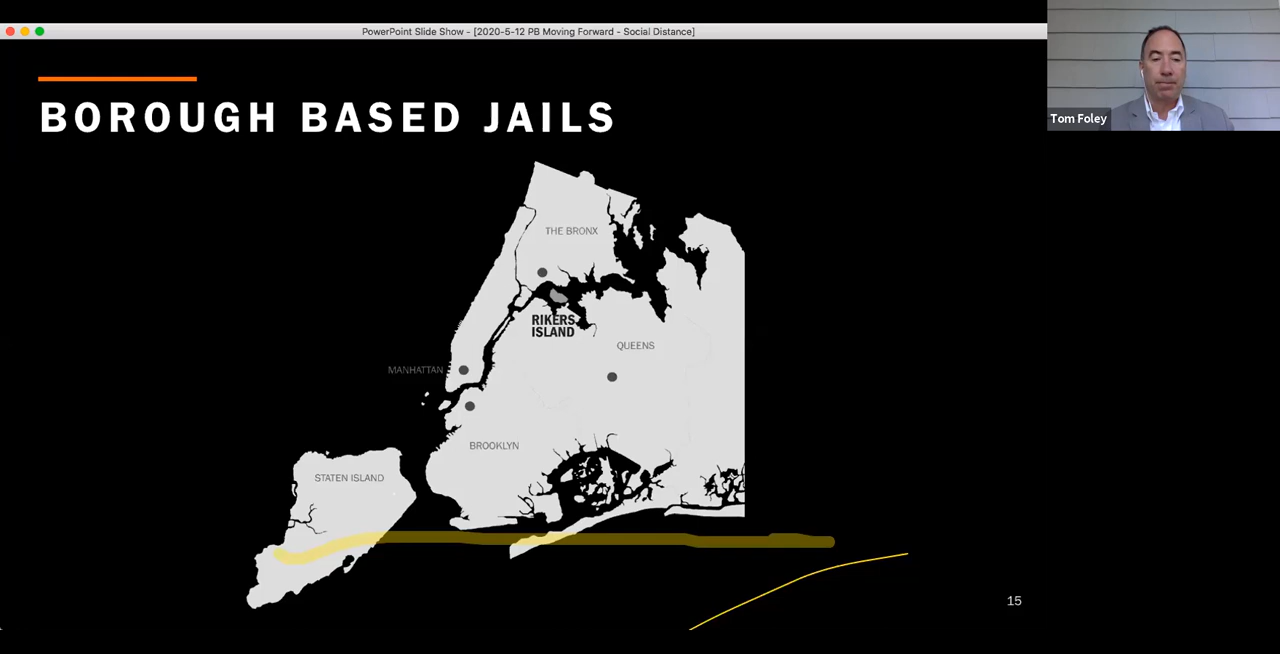 PowerPoint Slide Show - [2020-5-12 PB Moving Forward - Social Distance]
Tom Foley
BOROUGH BASED JAILS
THE BRONX
RIKERS
ISLAND
QUEENS
MANHATTAN
BROOKLYN
STATEN ISLAND
15